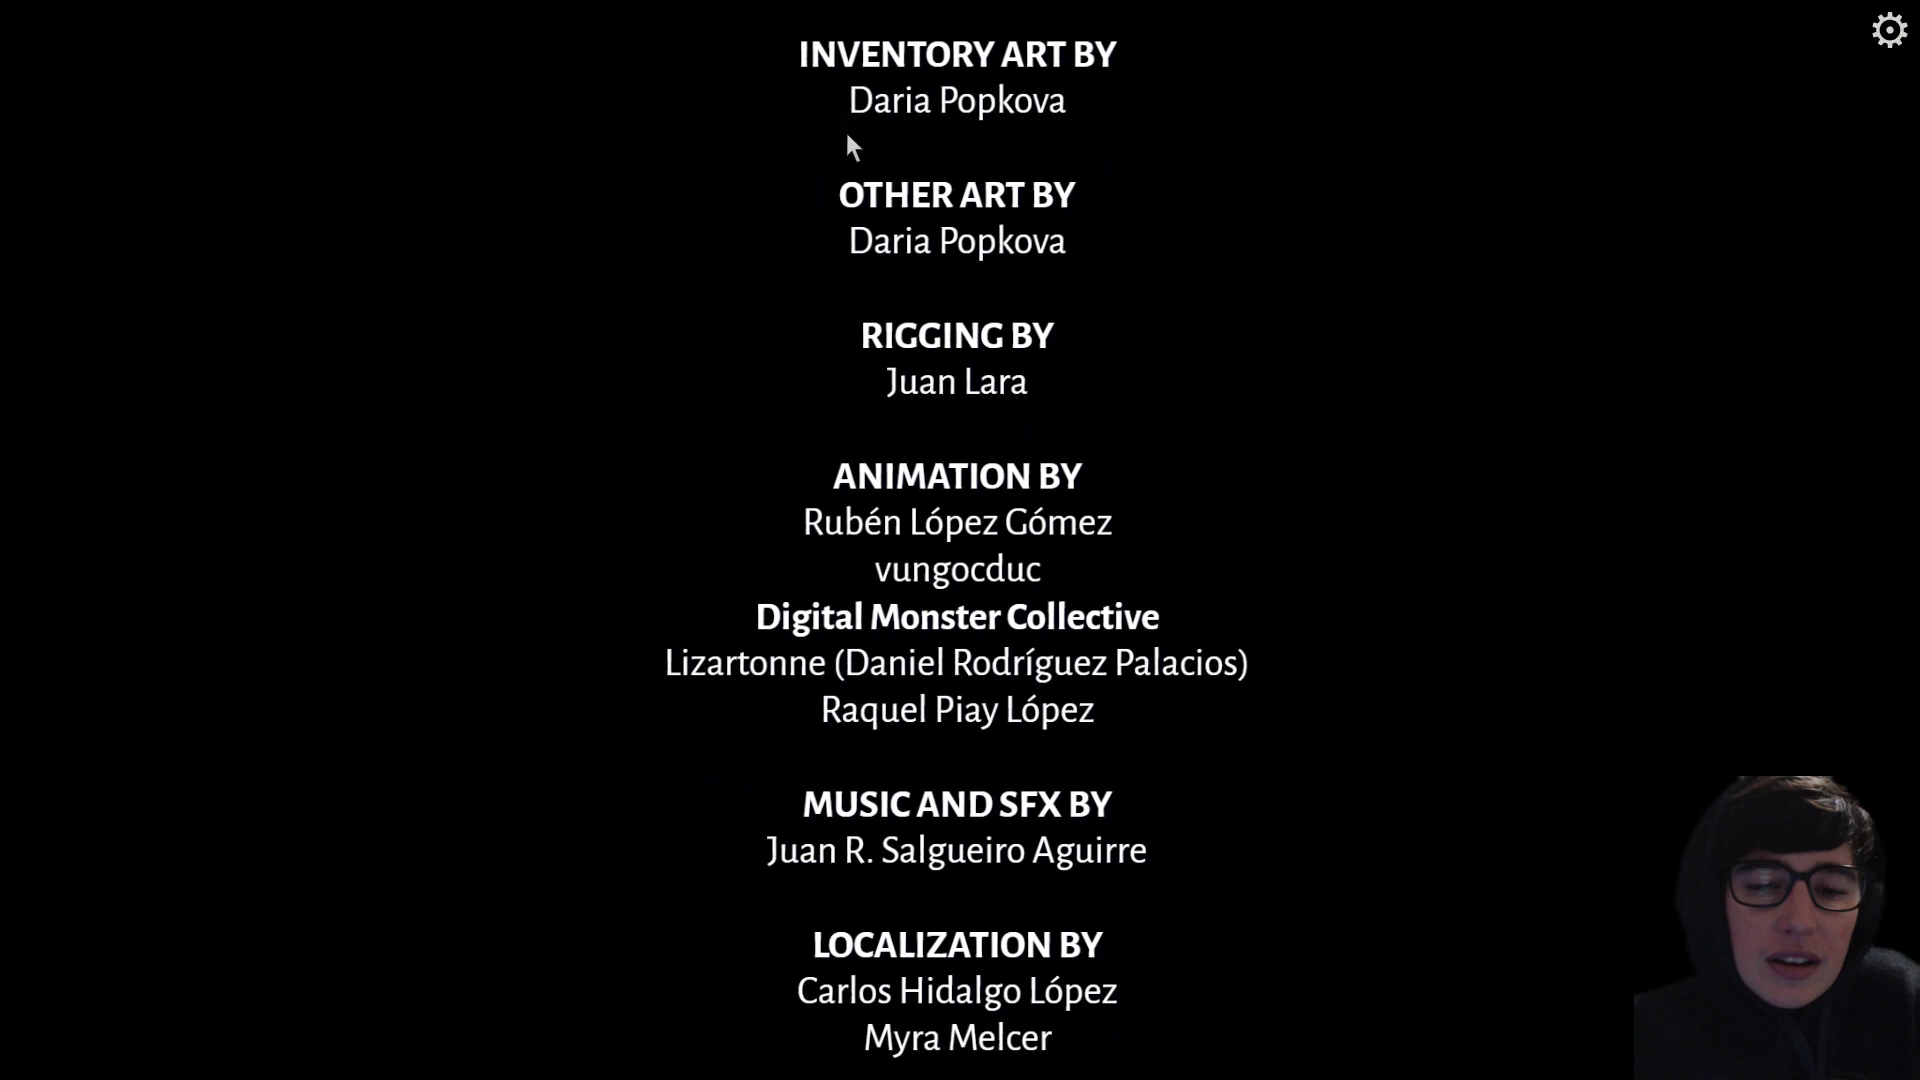 INVENTORY ART BY
Daria Popkova
OTHER ART BY
Daria Popkova
RIGGING BY
Juan Lara
ANIMATION BY
Rubén López Gómez
vungocduc
Digital Monster Collective
Lizartonne (Daniel Rodríguez Palacios)
Raquel Piay López
MUSIC AND SFX BY
Juan R. Salgueiro Aguirre
LOCALIZATION BY
Carlos Hidalgo López
Myra Melcer